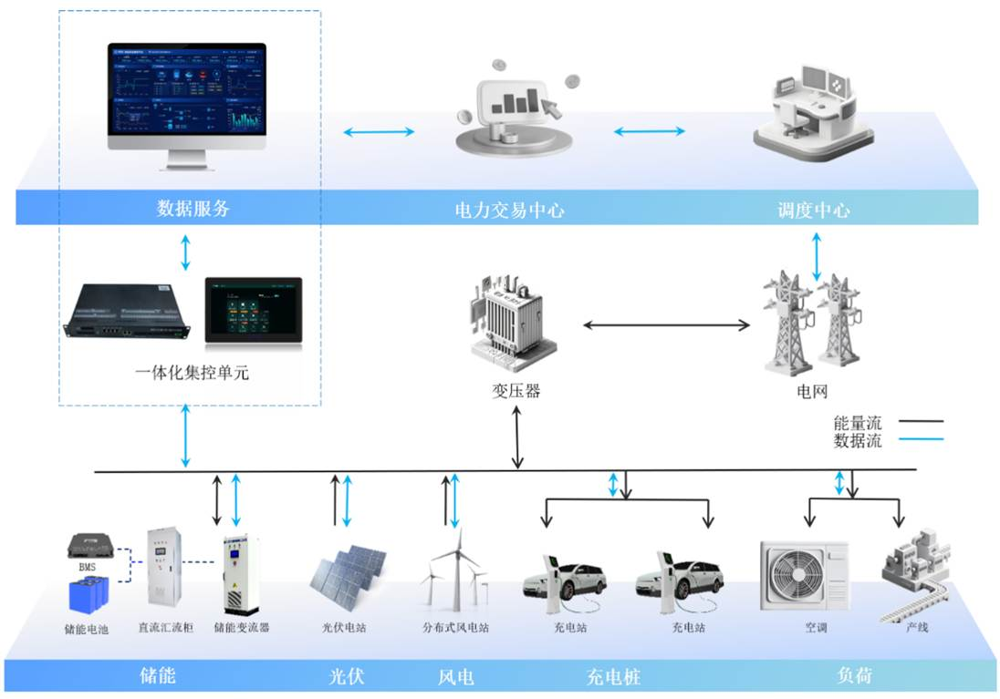 数据服务
电力交易中心
调度中心
一体化集控单元
变压器
电网
能量流
数据流
BMS
储能电池
直流汇流柜
储能变流器
光伏电站
分布式风电站
充电站
充电站
空调
产线
储能
光伏
风电
充电桩
负荷